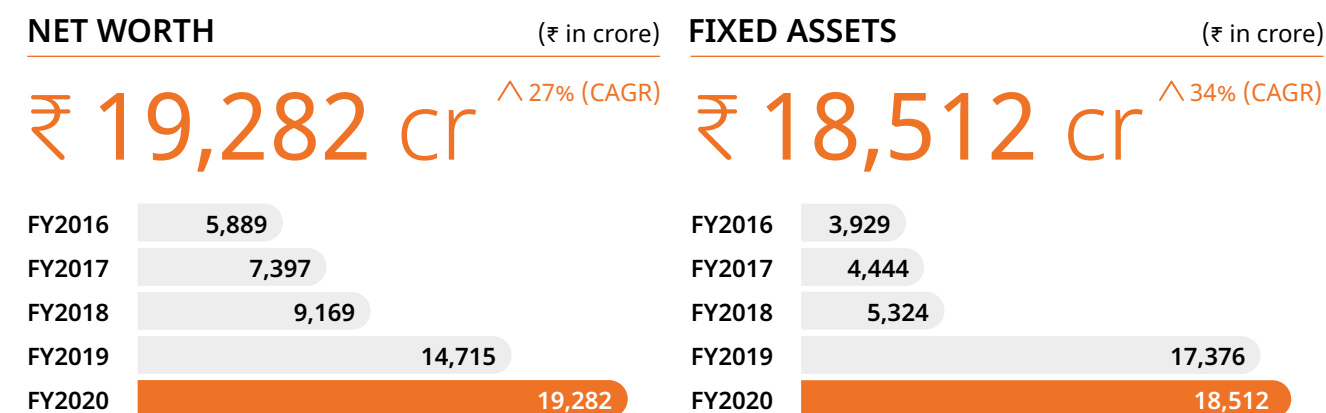 NET WORTH (₹ in crore)
₹ 19,282 cr 27% (CAGR)
FY2016 5,889
FY2017 7,397
FY2018 9,169
FY2019 14,715
FY2020 19,282
FIXED ASSETS (₹ in crore)
₹ 18,512 cr 34% (CAGR)
FY2016 3,929
FY2017 4,444
FY2018 5,324
FY2019 17,376
FY2020 18,512